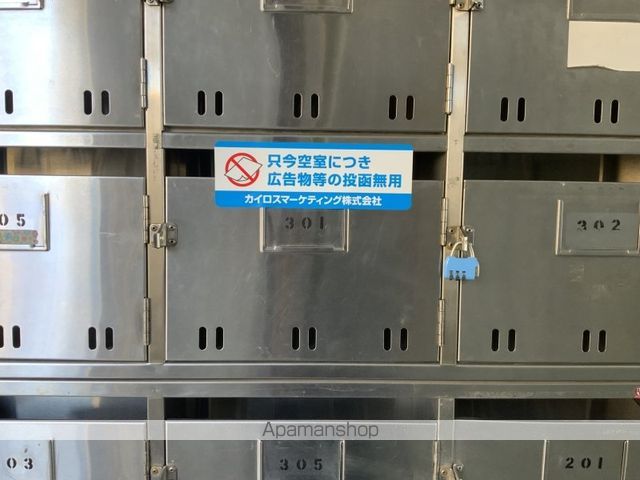 只今空室につき
広告物等の投函無用
カイロスマーケティング株式会社
05
301
302
Apamanshop
03
305
201